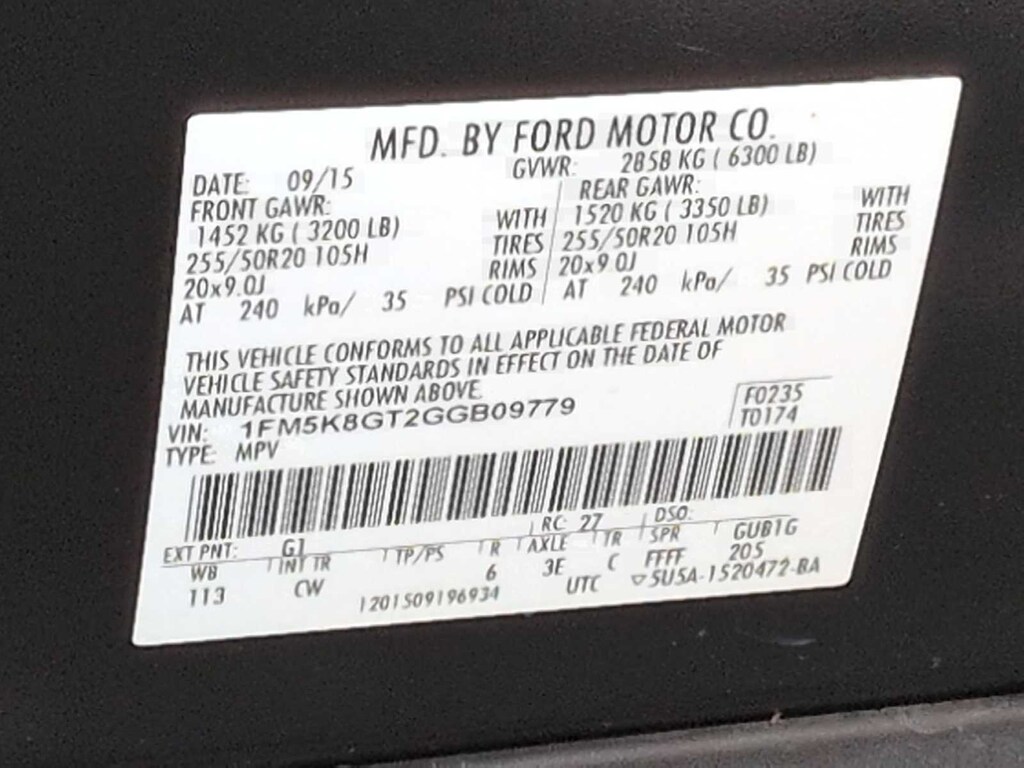 MFD. BY FORD MOTOR CO.
DATE: 09/15 GVWR: 2858 KG ( 6300 LB)
FRONT GAWR: REAR GAWR:
1452 KG ( 3200 LB) WITH 1520 KG ( 3350 LB) WITH
255/50R20 105H TIRES 255/50R20 105H TIRES
20x9.0J RIMS 20x9.0J RIMS
AT 240 kPa/ 35 PSI COLD AT 240 kPa/ 35 PSI COLD
THIS VEHICLE CONFORMS TO ALL APPLICABLE FEDERAL MOTOR
VEHICLE SAFETY STANDARDS IN EFFECT ON THE DATE OF
MANUFACTURE SHOWN ABOVE.
VIN: 1FM5K8GT2GGB09779 F0235
TYPE: MPV T0174
EXT PNT: G1 RC: 27 DSO:
WB INT TR TP/PS R AXLE TR SPR GUB1G
113 CW 6 3E C FFFF 205
1201509196934 UTC ▽5U5A-1520472-BA